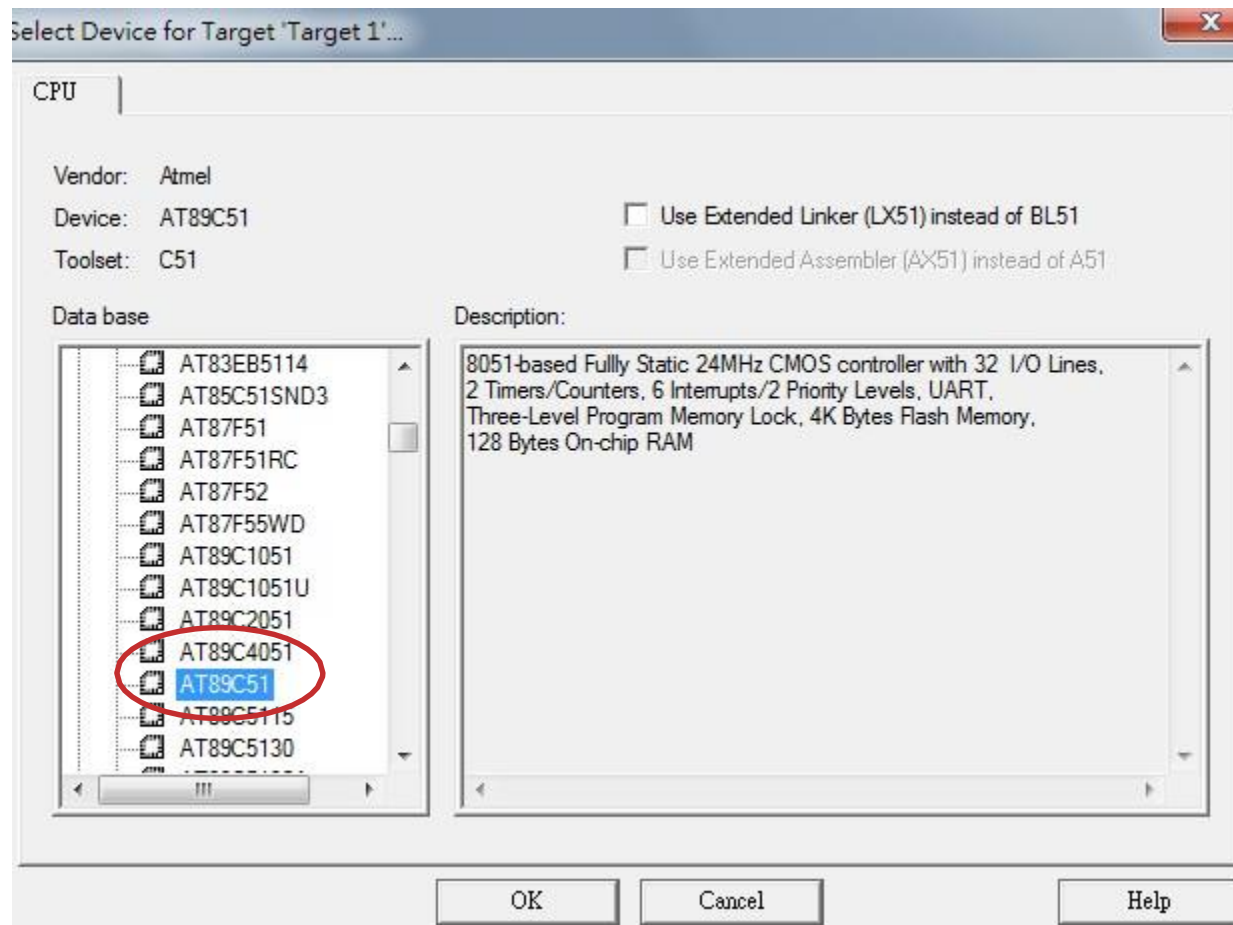 Select Device for Target 'Target 1'...
CPU
Vendor: Atmel
Device: AT89C51
Toolset: C51
Use Extended Linker (LX51) instead of BL51
Use Extended Assembler (AX51) instead of A51
Data base
AT83EB5114
AT85C51SND3
AT87F51
AT87F51RC
AT87F52
AT87F55WD
AT89C1051
AT89C1051U
AT89C2051
AT89C4051
AT89C51
AT89C5115
AT89C5130
Description:
8051-based Fullly Static 24MHz CMOS controller with 32 I/O Lines,
2 Timers/Counters, 6 Interrupts/2 Priority Levels, UART,
Three-Level Program Memory Lock, 4K Bytes Flash Memory,
128 Bytes On-chip RAM
OK
Cancel
Help